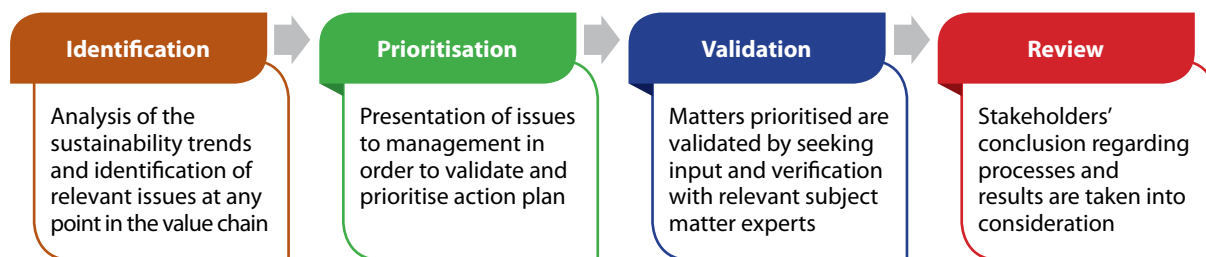 Identification
Analysis of the
sustainability trends
and identification of
relevant issues at any
point in the value chain
Prioritisation
Presentation of issues
to management in
order to validate and
prioritise action plan
Validation
Matters prioritised are
validated by seeking
input and verification
with relevant subject
matter experts
Review
Stakeholders’
conclusion regarding
processes and
results are taken into
consideration